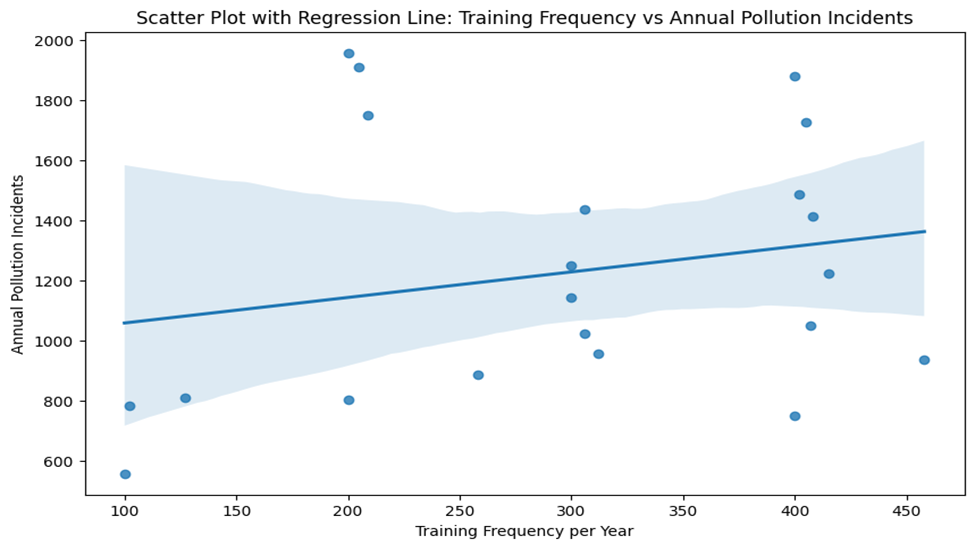 Scatter Plot with Regression Line: Training Frequency vs Annual Pollution Incidents
2000
1800
1600
1400
1200
1000
800
600
Annual Pollution Incidents
100 150 200 250 300 350 400 450
Training Frequency per Year